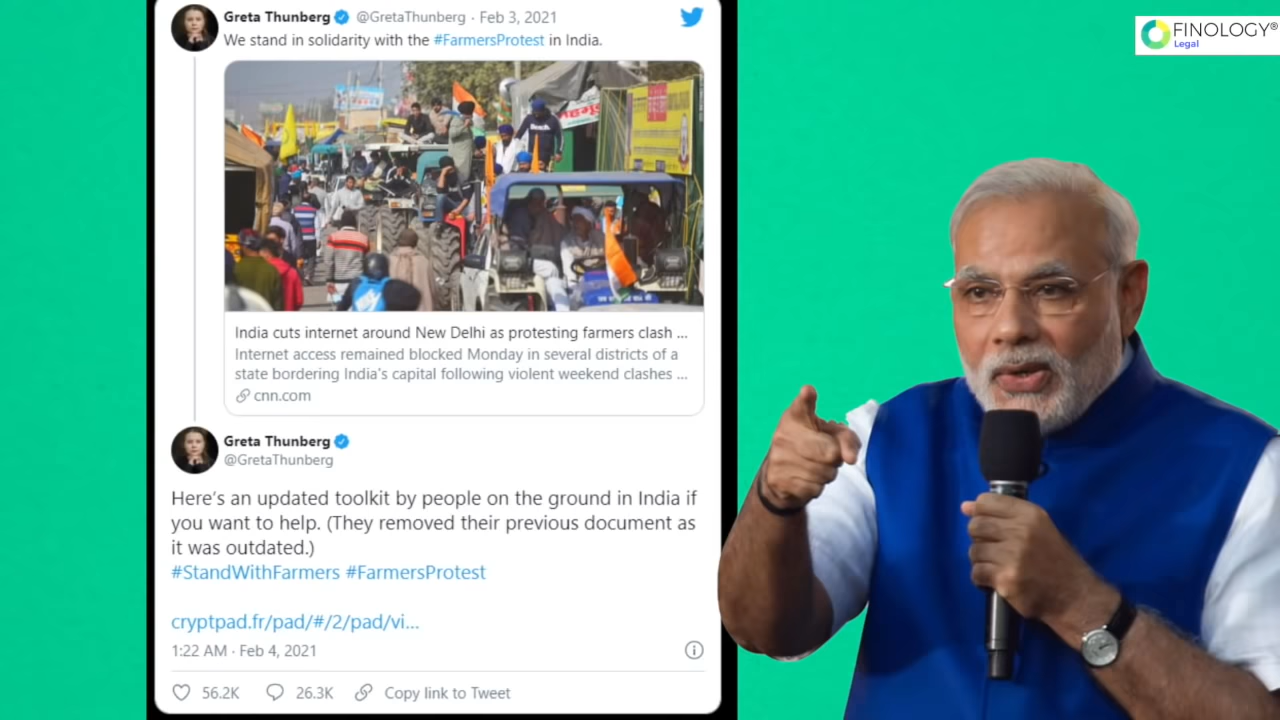 Greta Thunberg @GretaThunberg · Feb 3, 2021
We stand in solidarity with the #FarmersProtest in India.
India cuts internet around New Delhi as protesting farmers clash ...
Internet access remained blocked Monday in several districts of a
state bordering India's capital following violent weekend clashes ...
cnn.com
Greta Thunberg
@GretaThunberg
Here's an updated toolkit by people on the ground in India if
you want to help. (They removed their previous document as
it was outdated.)
#StandWithFarmers #FarmersProtest
cryptpad.fr/pad/#/2/pad/vi...
1:22 AM · Feb 4, 2021
56.2K 26.3K Copy link to Tweet
FINOLOGY®
Legal